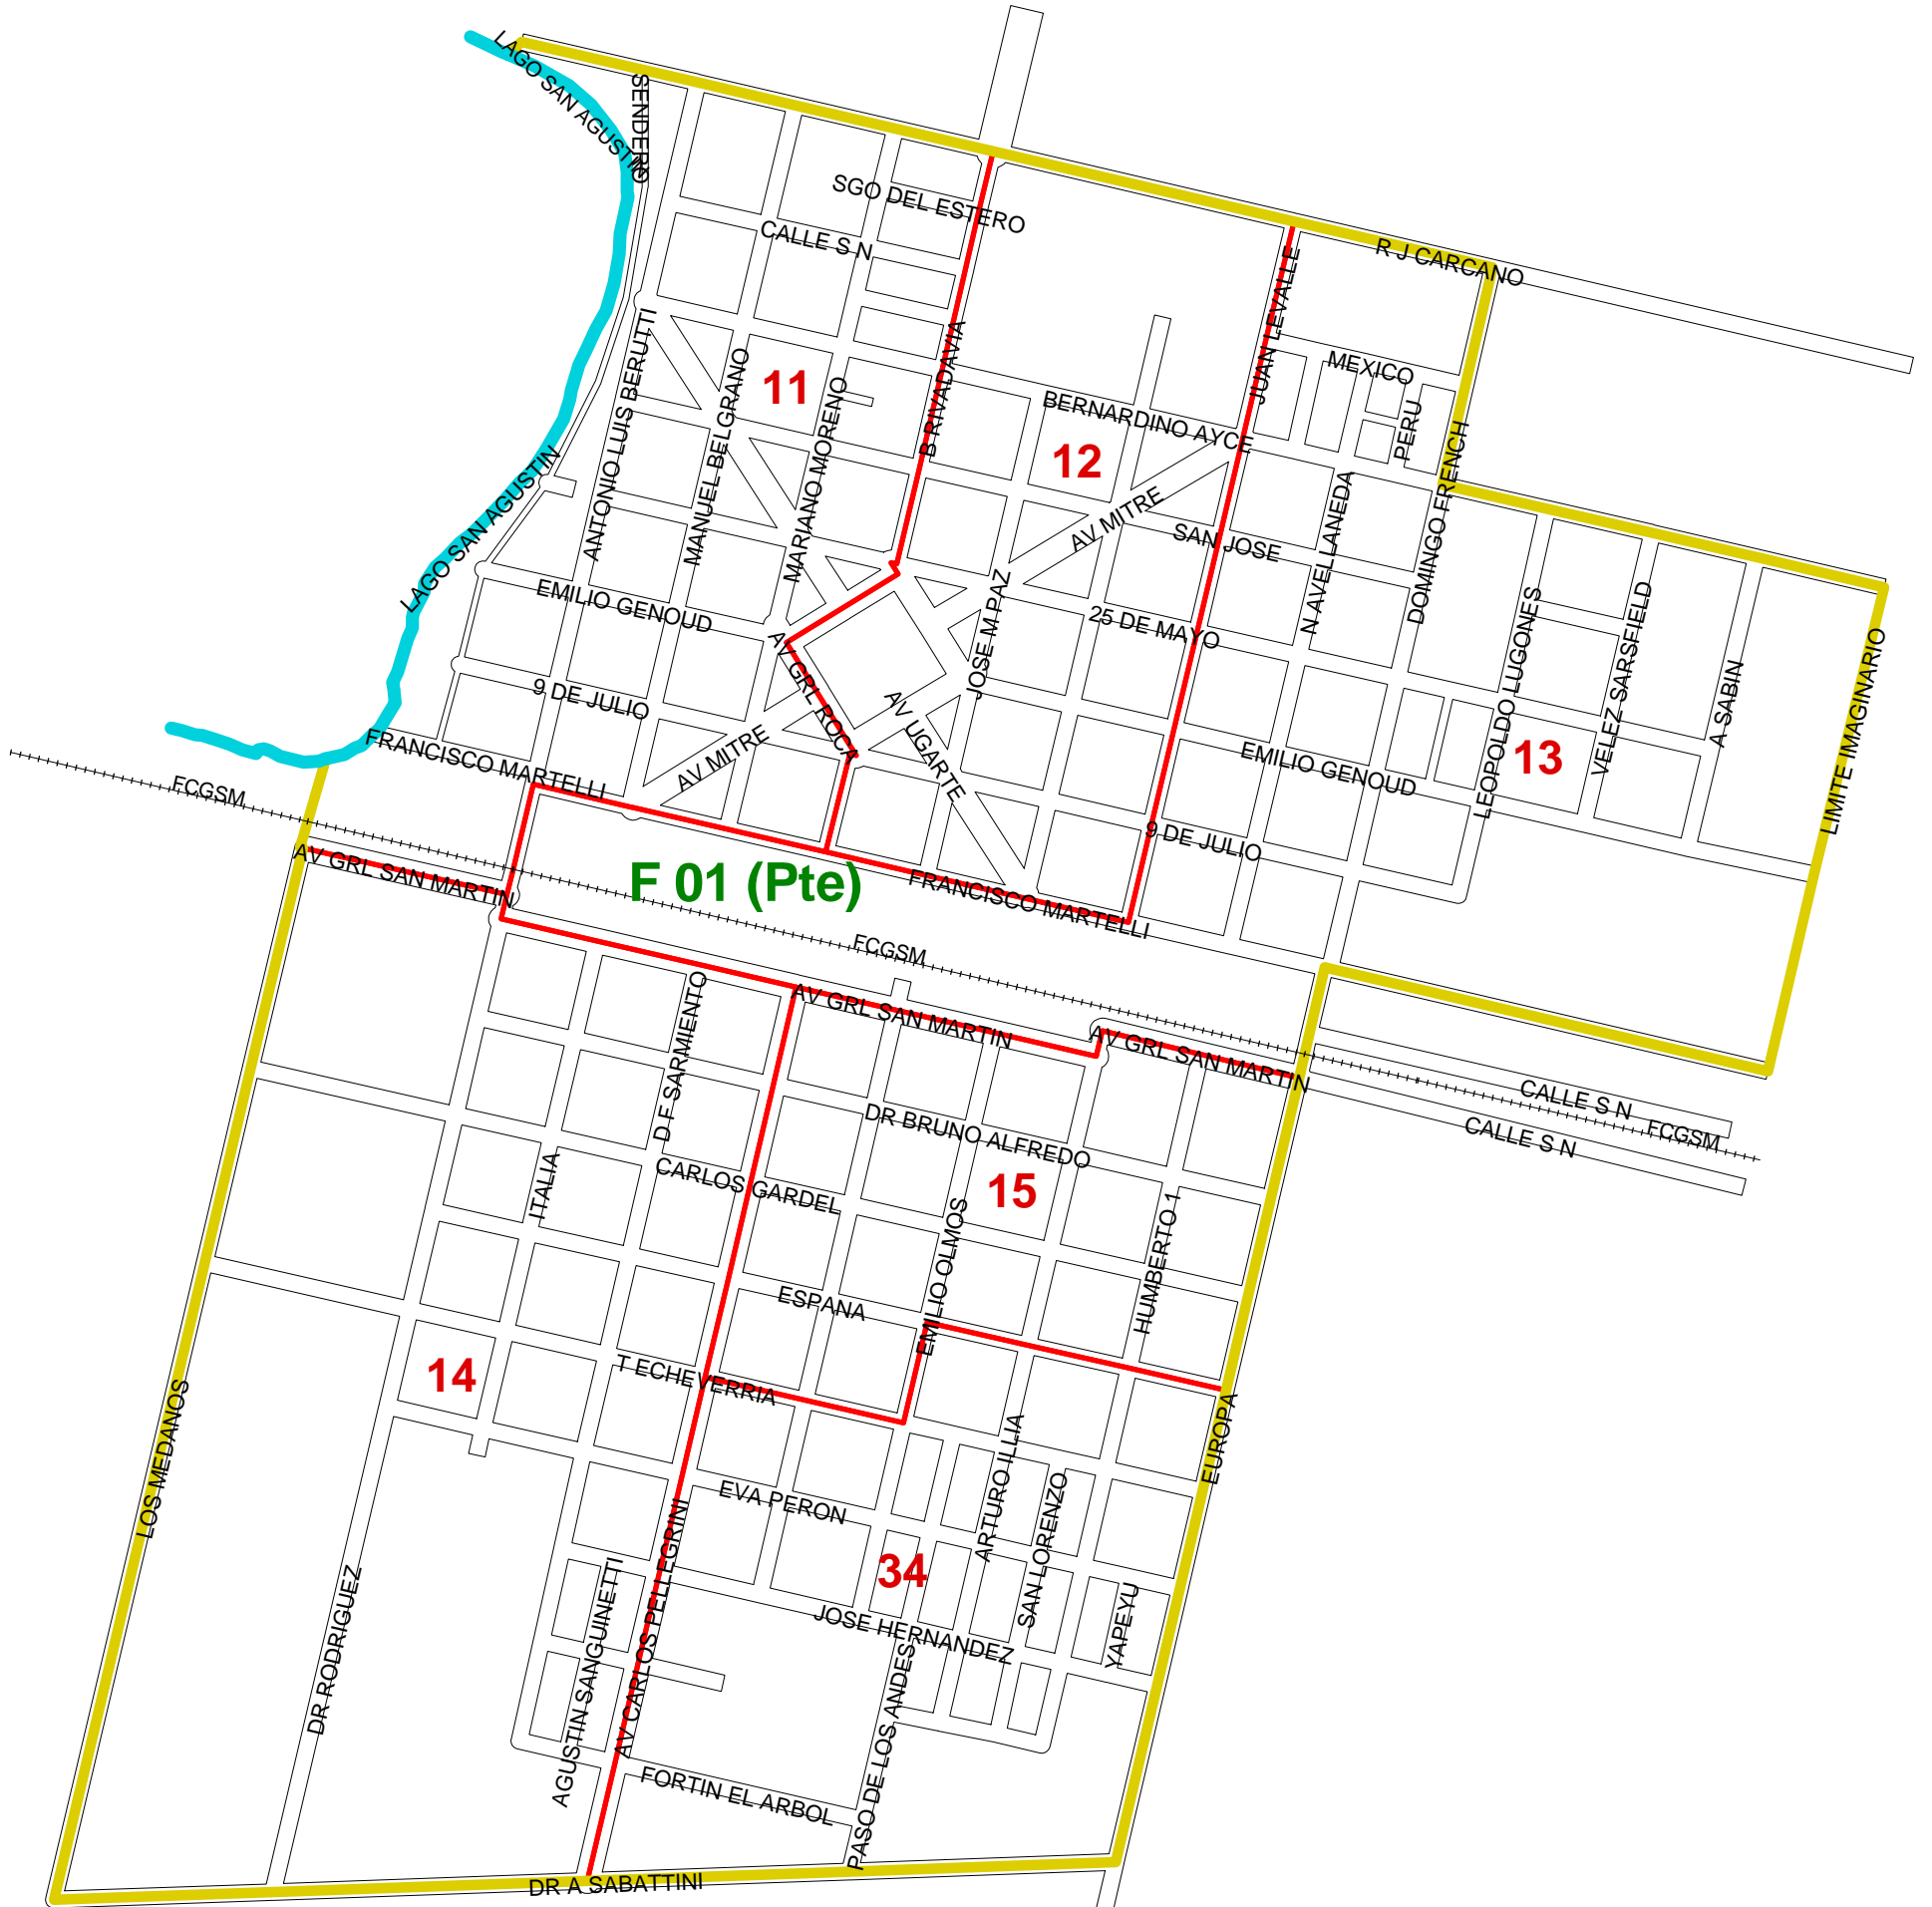 LAGO SAN AGUSTIN
SENDERO
SGO DEL ESTERO
CALLE S N
R J CARCANO
JUAN LEVALLE
ANTONIO LUIS BERUTTI
MANUEL BELGRANO
11
MARIANO MORENO
B RIVADAVIA
MEXICO
BERNARDINO AYCE
PERU
12
LAGO SAN AGUSTIN
AV MITRE
SAN JOSE
N AVELLANEDA
DOMINGO FRENCH
EMILIO GENOUD
JOSE M PAZ
25 DE MAYO
LEOPOLDO LUGONES
VELEZ SARSFIELD
A SABIN
LIMITE IMAGINARIO
9 DE JULIO
AV GRL ROCA
AV UGARTE
FRANCISCO MARTELLI
AV MITRE
EMILIO GENOUD
13
FCGSM
9 DE JULIO
AV GRL SAN MARTIN
F 01 (Pte)
FRANCISCO MARTELLI
FCGSM
D F SARMIENTO
AV GRL SAN MARTIN
AV GRL SAN MARTIN
CALLE S N
CALLE S N
FCGSM
DR BRUNO ALFREDO
ITALIA
CARLOS GARDEL
15
EMILIO OLMOS
HUMBERTO 1
ESPANA
14
T ECHEVERRIA
LOS MEDANOS
EUROPA
ARTURO ILLIA
EVA PERON
SAN LORENZO
34
AV CARLOS PELLEGRINI
AGUSTIN SANGUINETTI
DR RODRIGUEZ
JOSE HERNANDEZ
YAPEYU
PASO DE LOS ANDES
FORTIN EL ARBOL
DR A SABATTINI